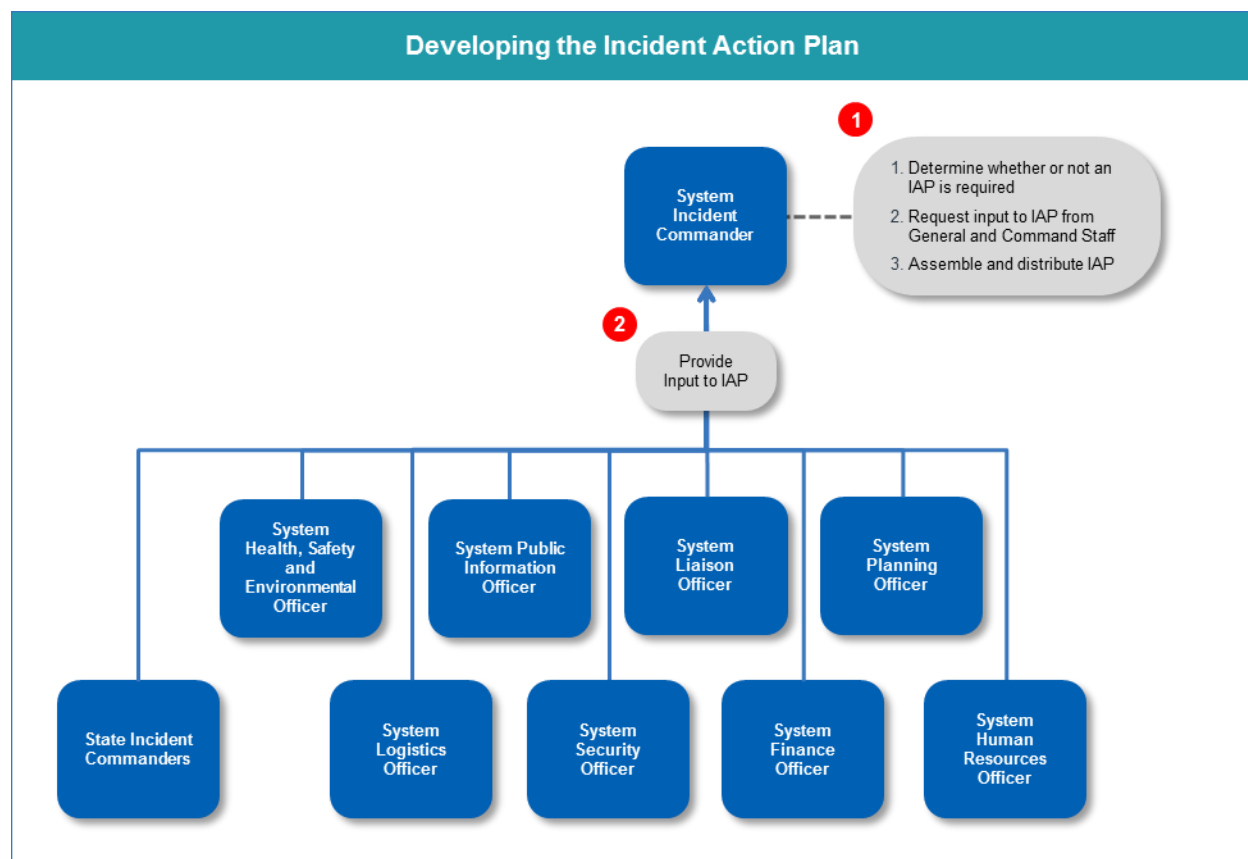 Developing the Incident Action Plan
1
System
Incident
Commander
1. Determine whether or not an
IAP is required
2. Request input to IAP from
General and Command Staff
3. Assemble and distribute IAP
2
Provide
Input to IAP
System
Health, Safety
and
Environmental
Officer
System Public
Information
Officer
System
Liaison
Officer
System
Planning
Officer
State Incident
Commanders
System
Logistics
Officer
System
Security
Officer
System
Finance
Officer
System
Human
Resources
Officer